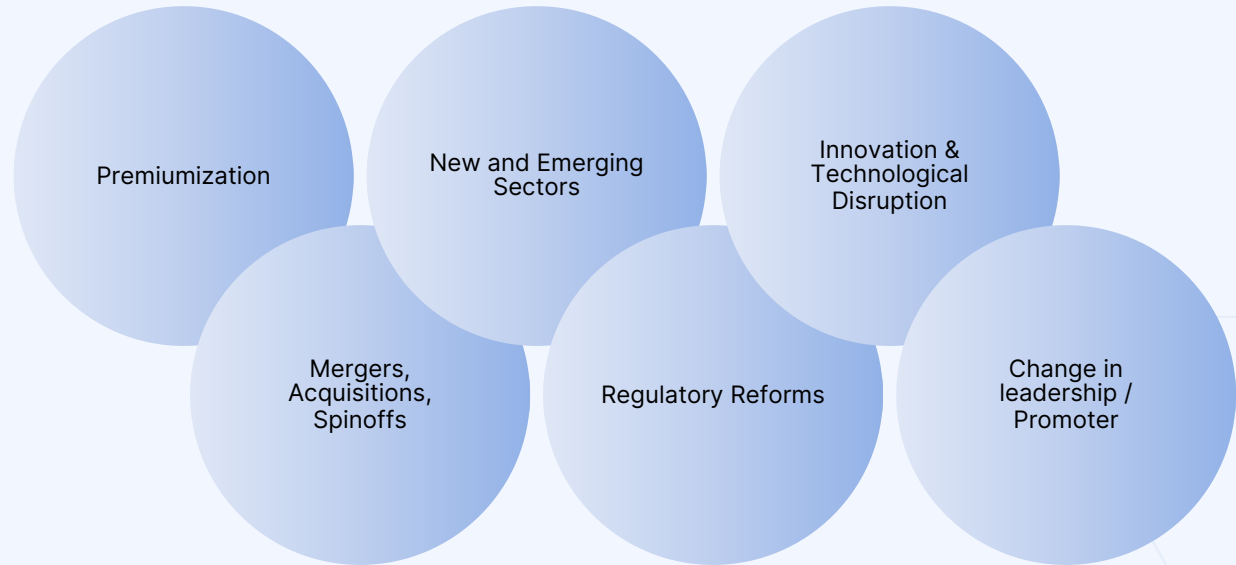 Premiumization
New and Emerging
Sectors
Innovation &
Technological
Disruption
Mergers,
Acquisitions,
Spinoffs
Regulatory Reforms
Change in
leadership /
Promoter